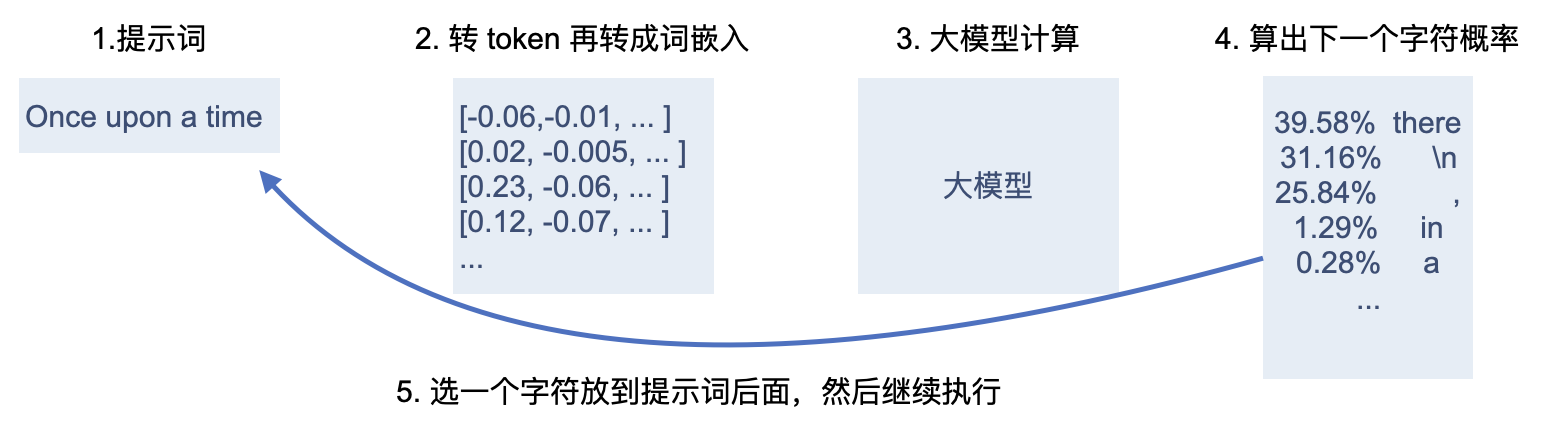 1.提示词
Once upon a time
2. 转 token 再转成词嵌入
[-0.06,-0.01, ... ]
[0.02, -0.005, ... ]
[0.23, -0.06, ... ]
[0.12, -0.07, ... ]
...
3. 大模型计算
大模型
4. 算出下一个字符概率
39.58% there
31.16% \n
25.84% ,
1.29% in
0.28% a
...
5. 选一个字符放到提示词后面，然后继续执行